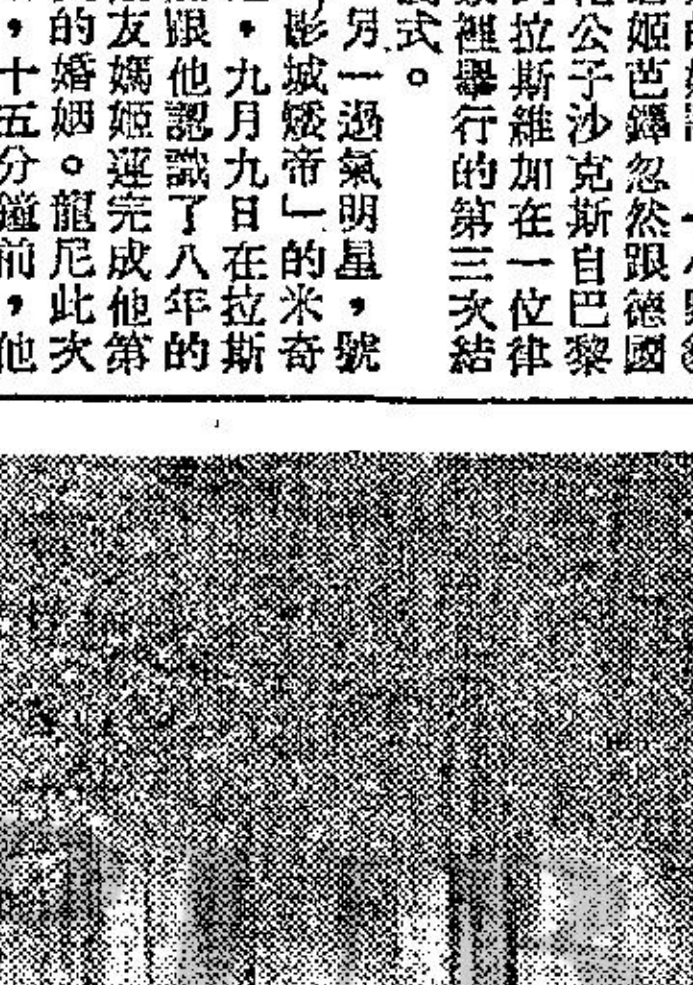 姬芭鐸忽然跟德國
公子沙克斯自巴黎
拉斯維加在一位律
裡舉行的第三次結
式。
另一過氣明星，號
影城矮帝」的米奇
，九月九日在拉斯
跟他認識了八年的
友媽姬運完成他第
的婚姻。龍尼此次
，十五分鐘前，他